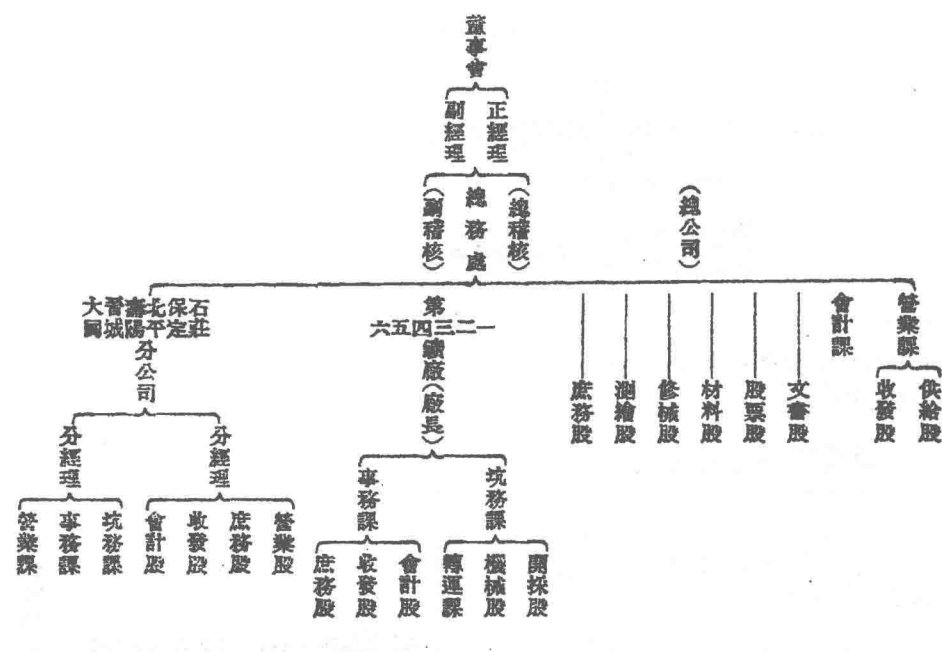 董事會
正經理
副經理
(總公司)
(總稽核)
總務處
(副稽核)
營業課
供給股
收發股
會計課
文書股
股票股
材料股
修械股
測繪股
庶務股
第一二三四五六鑛廠(廠長)
坑務課
開採股
機械股
轉運課
事務課
會計股
收發股
庶務股
石莊
保定
北平
壽陽
晉城
大同
分公司
分經理
營業股
庶務股
收發股
會計股
分經理
坑務課
事務課
營業課